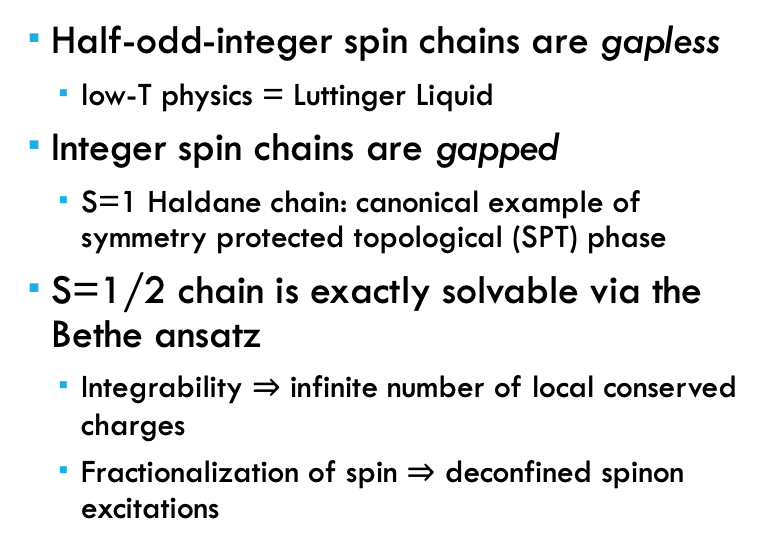 ▪ Half-odd-integer spin chains are gapless
▪ low-T physics = Luttinger Liquid
▪ Integer spin chains are gapped
▪ S=1 Haldane chain: canonical example of
symmetry protected topological (SPT) phase
▪ S=1/2 chain is exactly solvable via the
Bethe ansatz
▪ Integrability ⇒ infinite number of local conserved
charges
▪ Fractionalization of spin ⇒ deconfined spinon
excitations